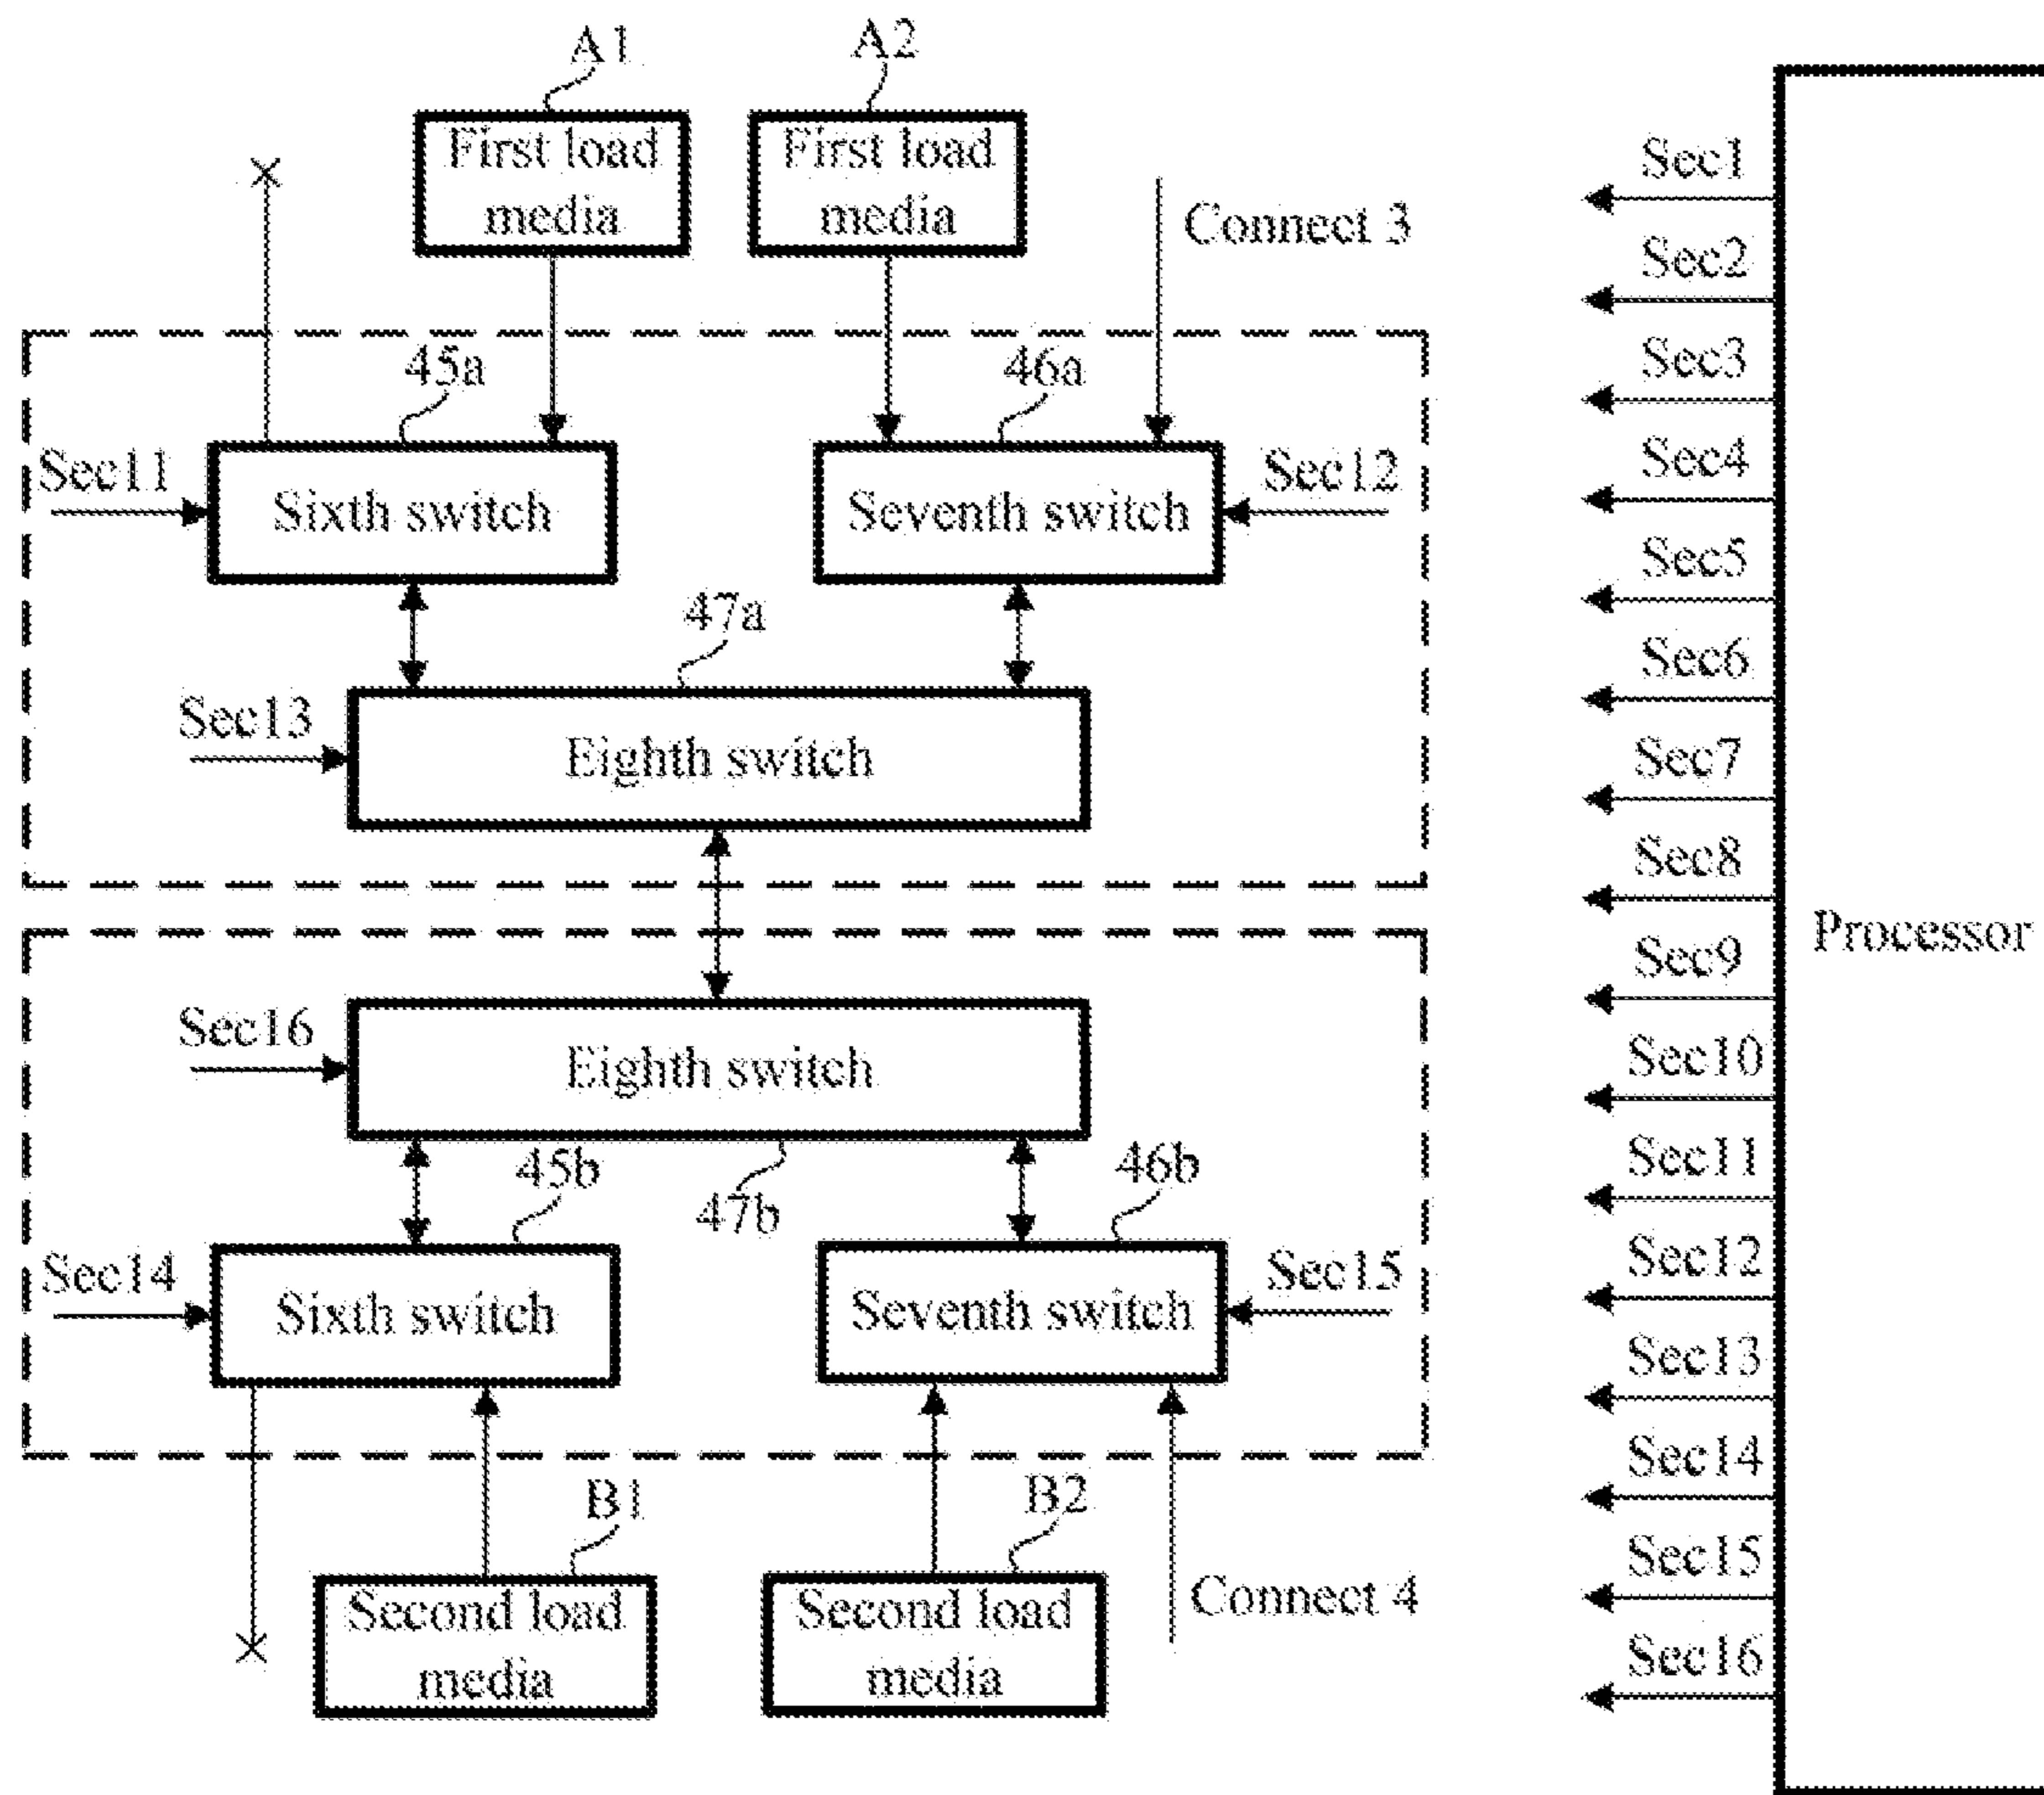 A1
A2
First load
media
First load
media
Connect 3
45a
46a
Sec11
Sixth switch
Seventh switch
Sec12
47a
Sec13
Eighth switch
Sec16
Eighth switch
45b
47b
46b
Sec14
Sixth switch
Seventh switch
Sec15
B1
B2
Second load
media
Second load
media
Connect 4
Sec1
Sec2
Sec3
Sec4
Sec5
Sec6
Sec7
Sec8
Sec9
Sec10
Sec11
Sec12
Sec13
Sec14
Sec15
Sec16
Processor